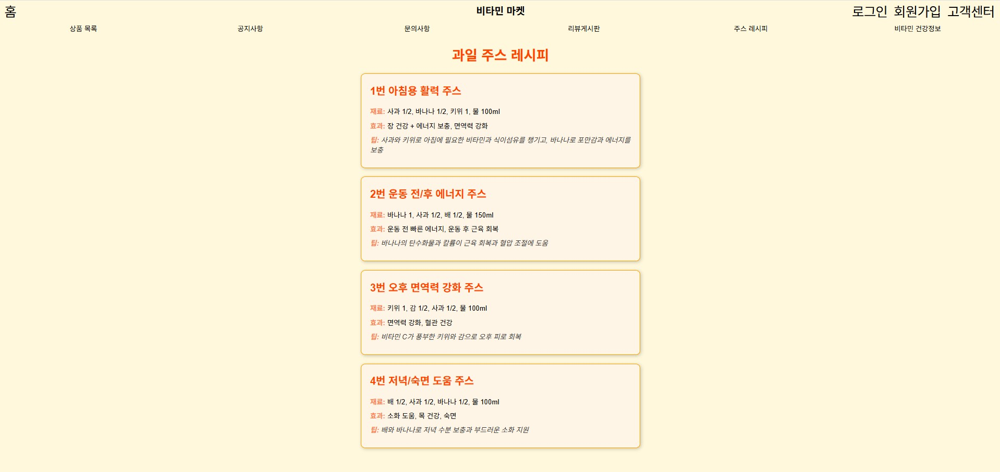 홈 비타민 마켓 로그인 회원가입 고객센터
상품 목록 공지사항 문의사항 리뷰게시판 주스 레시피 비타민 건강정보
과일 주스 레시피
1번 아침용 활력 주스
재료: 사과 1/2, 바나나 1/2, 키위 1, 물 100ml
효과: 장 건강 + 에너지 보충, 면역력 강화
팁: 사과와 키위로 아침에 필요한 비타민과 식이섬유를 챙기고, 바나나로 포만감과 에너지를
보충
2번 운동 전/후 에너지 주스
재료: 바나나 1, 사과 1/2, 배 1/2, 물 150ml
효과: 운동 전 빠른 에너지, 운동 후 근육 회복
팁: 바나나의 탄수화물과 칼륨이 근육 회복과 혈압 조절에 도움
3번 오후 면역력 강화 주스
재료: 키위 1, 감 1/2, 사과 1/2, 물 100ml
효과: 면역력 강화, 혈관 건강
팁: 비타민 C가 풍부한 키위와 감으로 오후 피로 회복
4번 저녁/숙면 도움 주스
재료: 배 1/2, 사과 1/2, 바나나 1/2, 물 100ml
효과: 소화 도움, 목 건강, 숙면
팁: 배와 바나나로 저녁 수분 보충과 부드러운 소화 지원